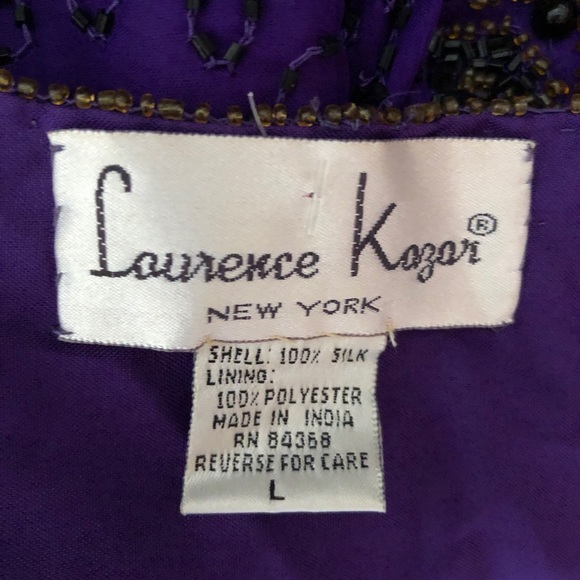 Laurence Kazar®
NEW YORK
SHELL: 100% SILK
LINING:
100% POLYESTER
MADE IN INDIA
RN 84368
REVERSE FOR CARE
L